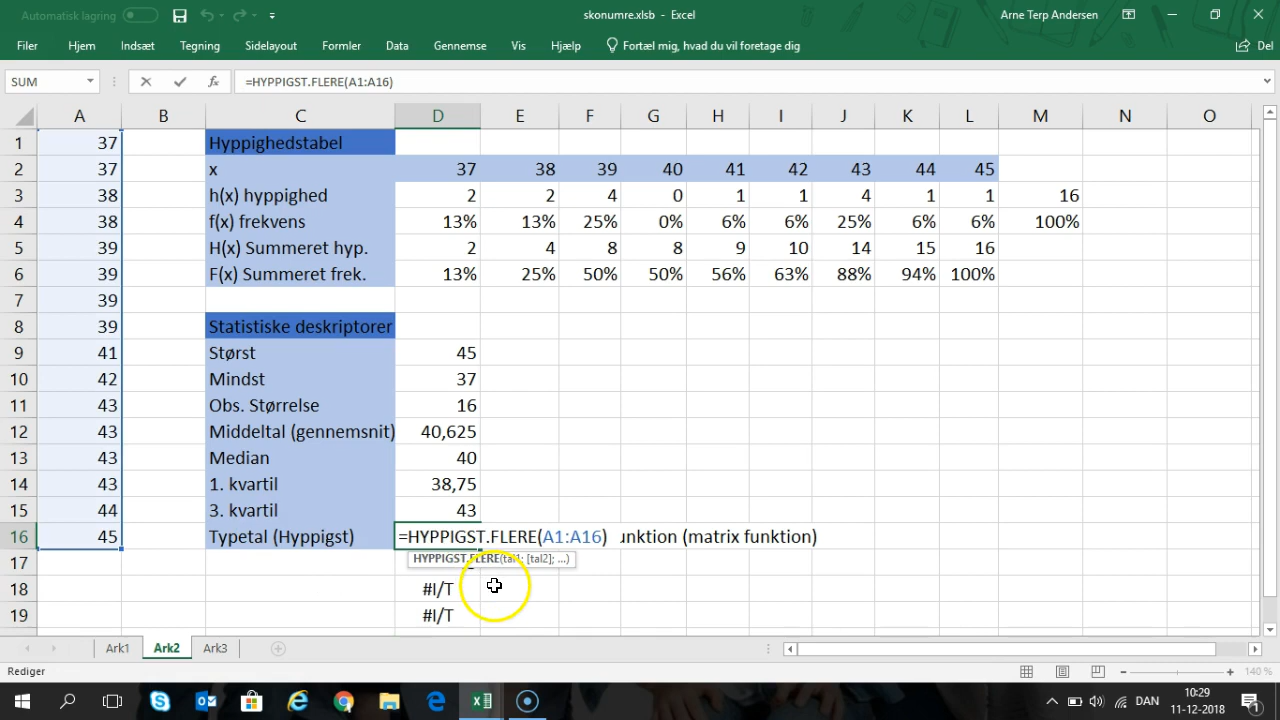 Automatisk lagring
skonumre.xlsb - Excel
Arne Terp Andersen
Filer Hjem Indsæt Tegning Sidelayout Formler Data Gennemse Vis Hjælp Fortæl mig, hvad du vil foretage dig Del
SUM fx =HYPPIGST.FLERE(A1:A16)
A B C D E F G H I J K L M N O
1 37 Hyppighedstabel
2 37 x 37 38 39 40 41 42 43 44 45
3 38 h(x) hyppighed 2 2 4 0 1 1 4 1 1 16
4 38 f(x) frekvens 13% 13% 25% 0% 6% 6% 25% 6% 6% 100%
5 39 H(x) Summeret hyp. 2 4 8 8 9 10 14 15 16
6 39 F(x) Summeret frek. 13% 25% 50% 50% 56% 63% 88% 94% 100%
7 39
8 39 Statistiske deskriptorer
9 41 Størst 45
10 42 Mindst 37
11 43 Obs. Størrelse 16
12 43 Middeltal (gennemsnit) 40,625
13 43 Median 40
14 43 1. kvartil 38,75
15 44 3. kvartil 43
16 45 Typetal (Hyppigst) =HYPPIGST.FLERE(A1:A16) unktion (matrix funktion)
HYPPIGST.FLERE(tal1; [tal2]; ...)
17
18 #I/T
19 #I/T
Ark1 Ark2 Ark3
Rediger 140 %
DAN 10:29
11-12-2018